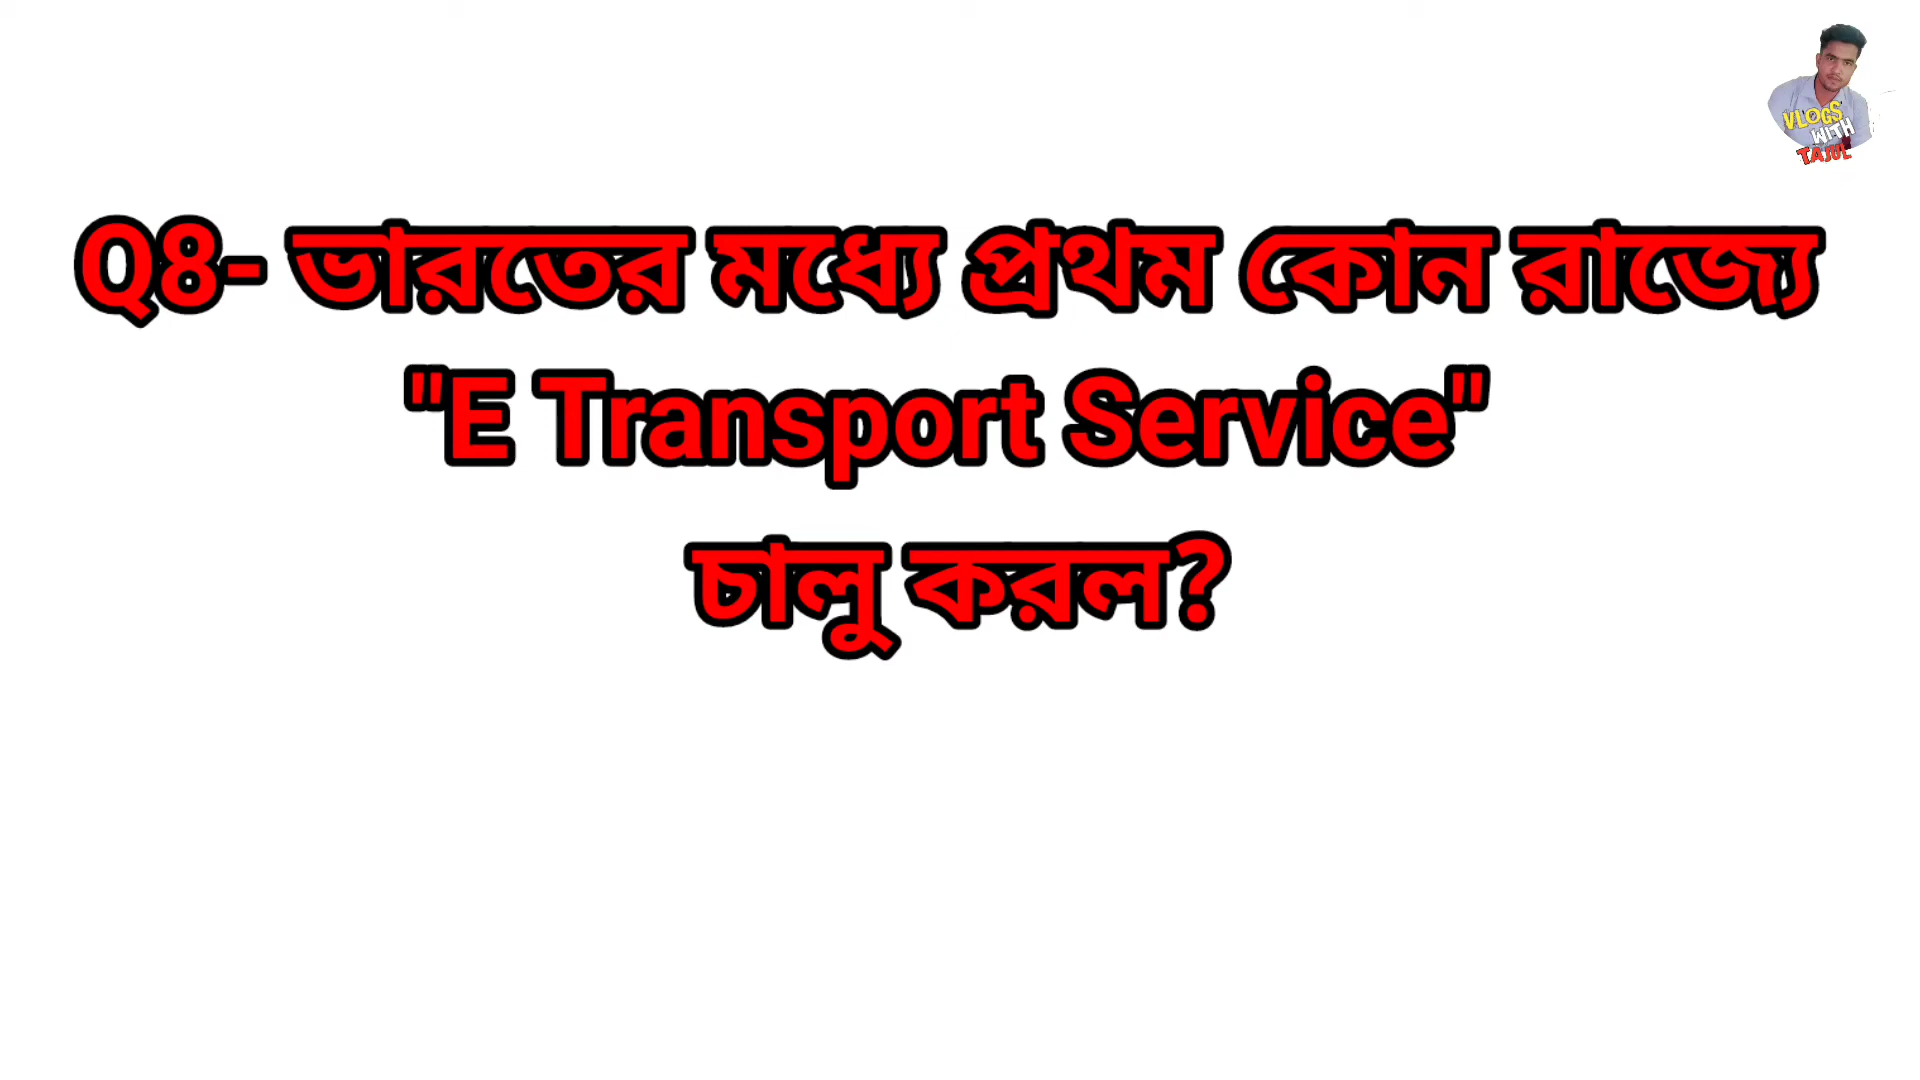 Q8- ভারতের মধ্যে প্রথম কোন রাজ্যে
"E Transport Service"
চালু করল?
VLOGS
WITH
TAJUL